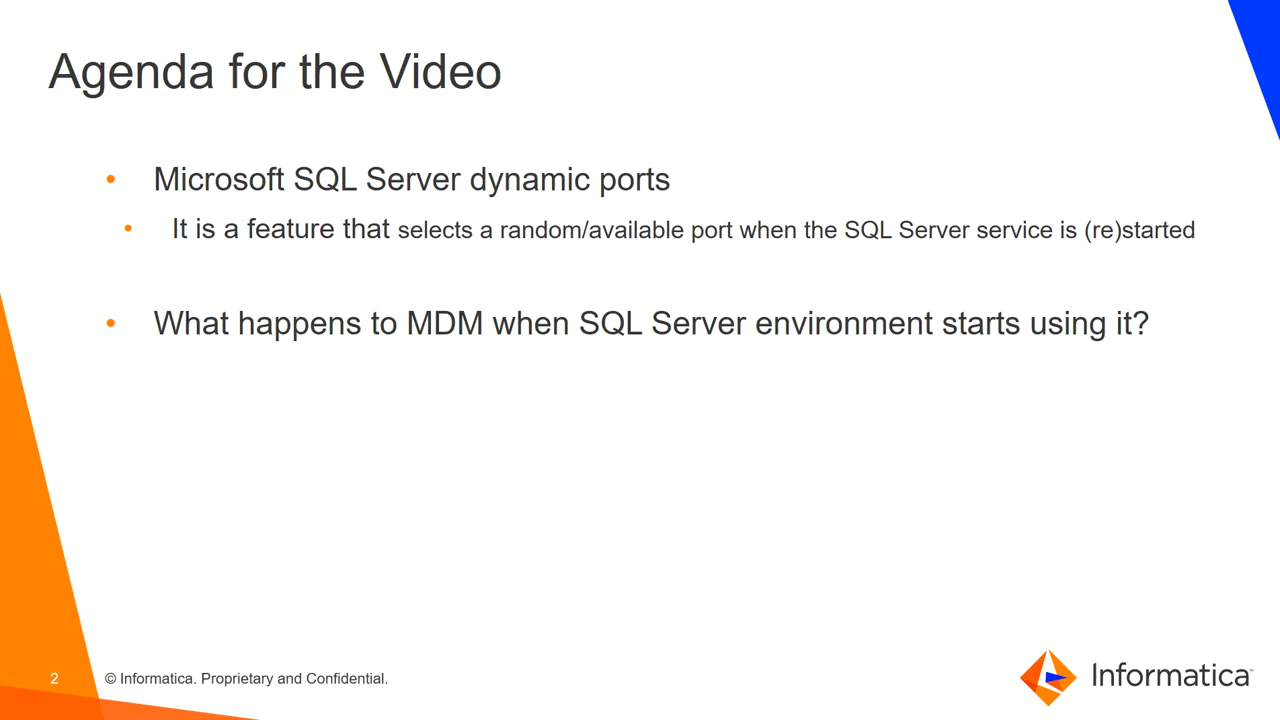 Agenda for the Video
• Microsoft SQL Server dynamic ports
• It is a feature that selects a random/available port when the SQL Server service is (re)started
• What happens to MDM when SQL Server environment starts using it?
2 © Informatica. Proprietary and Confidential.
Informatica™